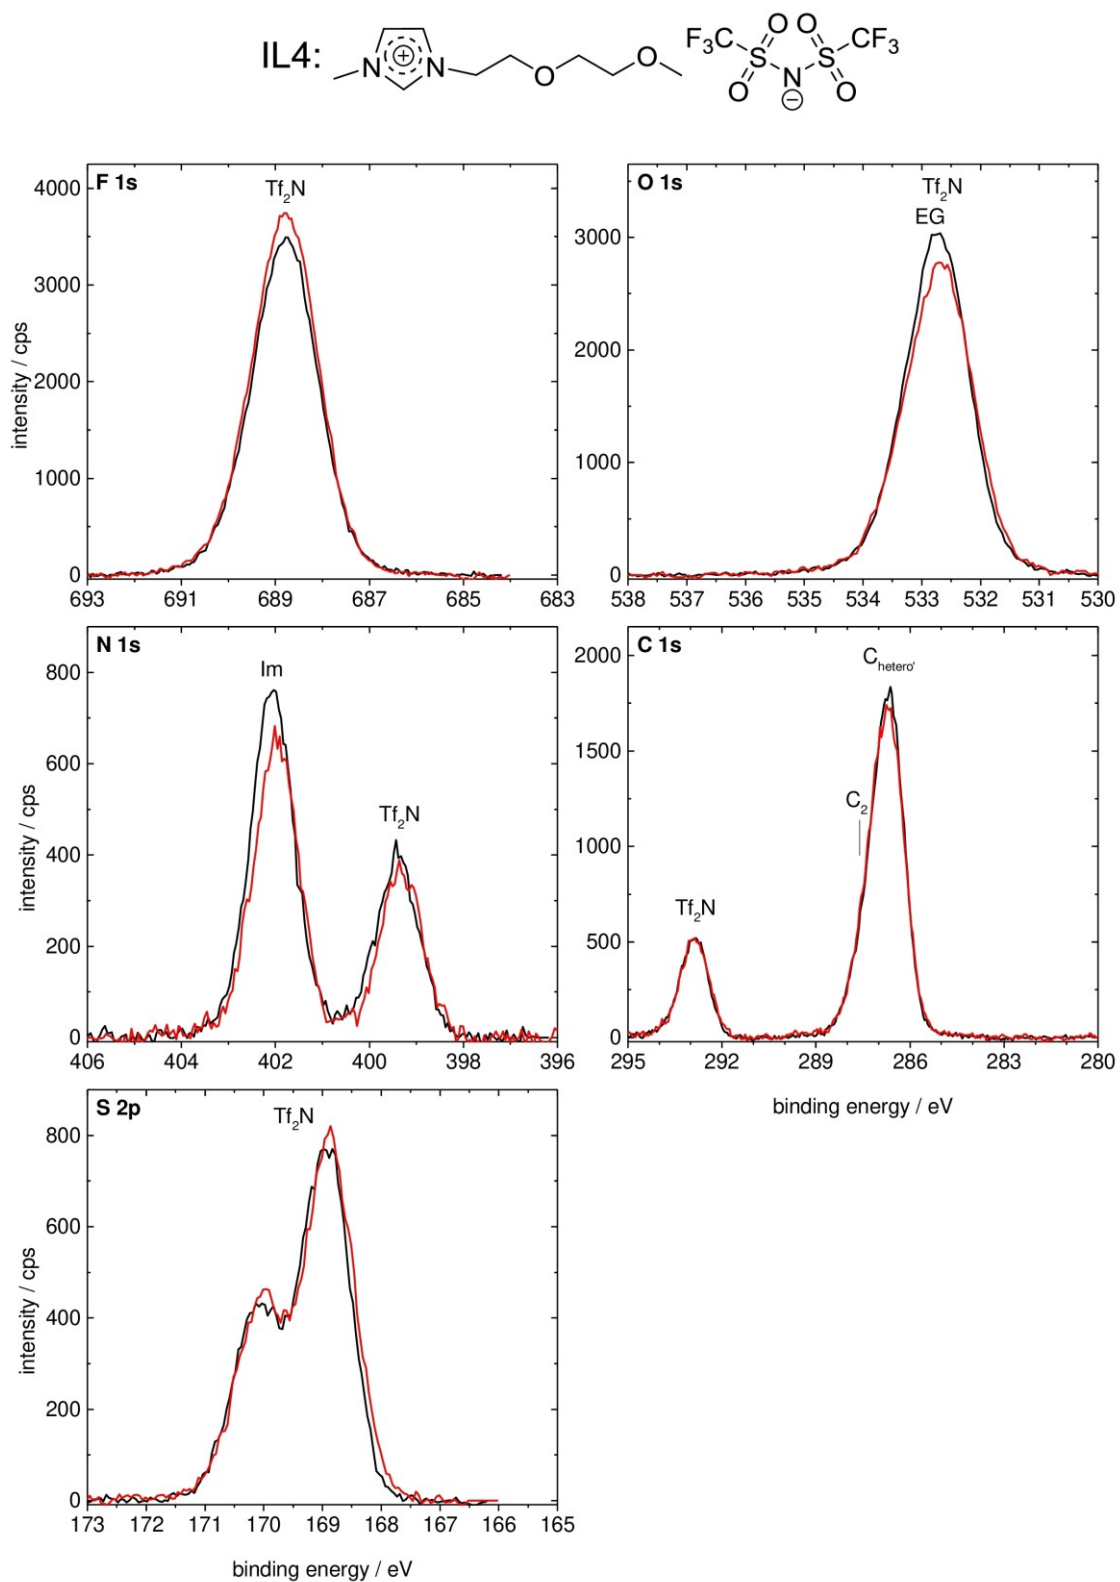 IL4:
N
+
N
O
O
F₃C
O
O
CF₃
S
S
O
N
O
−
F 1s
Tf₂N
4000
3000
2000
1000
0
693
691
689
687
685
683
intensity / cps
O 1s
Tf₂N
EG
3000
2000
1000
0
538
537
536
535
534
533
532
531
530
N 1s
Im
Tf₂N
800
600
400
200
0
406
404
402
400
398
396
intensity / cps
C 1s
C_hetero'
C₂
Tf₂N
2000
1500
1000
500
0
295
292
289
286
283
280
binding energy / eV
S 2p
Tf₂N
800
600
400
200
0
173
172
171
170
169
168
167
166
165
intensity / cps
binding energy / eV